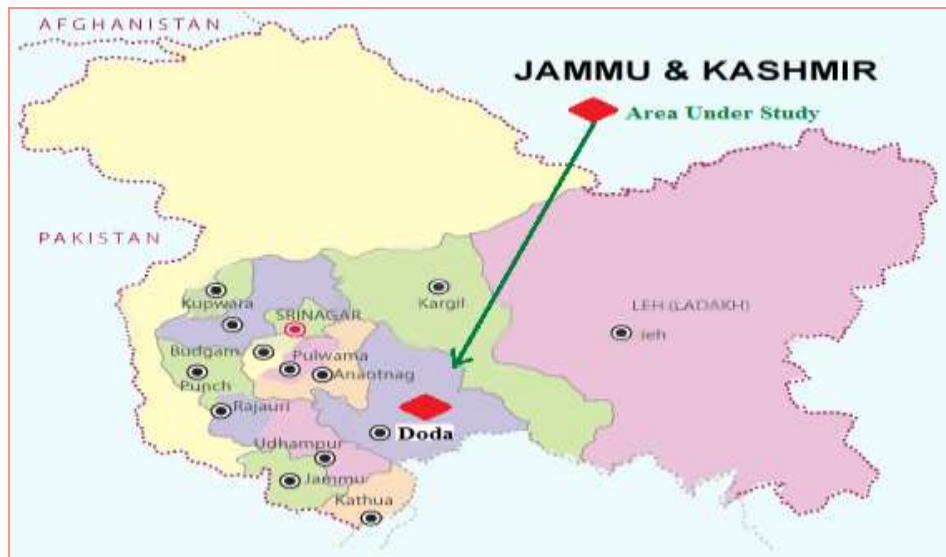 AFGHANISTAN
JAMMU & KASHMIR
Area Under Study
PAKISTAN
Kupwara
SRINAGAR
Kargil
LEH (LADAKH)
leh
Budgam
Pulwama
Punch
Anaotnag
Rajauri
Doda
Udhampur
Jammu
Kathua